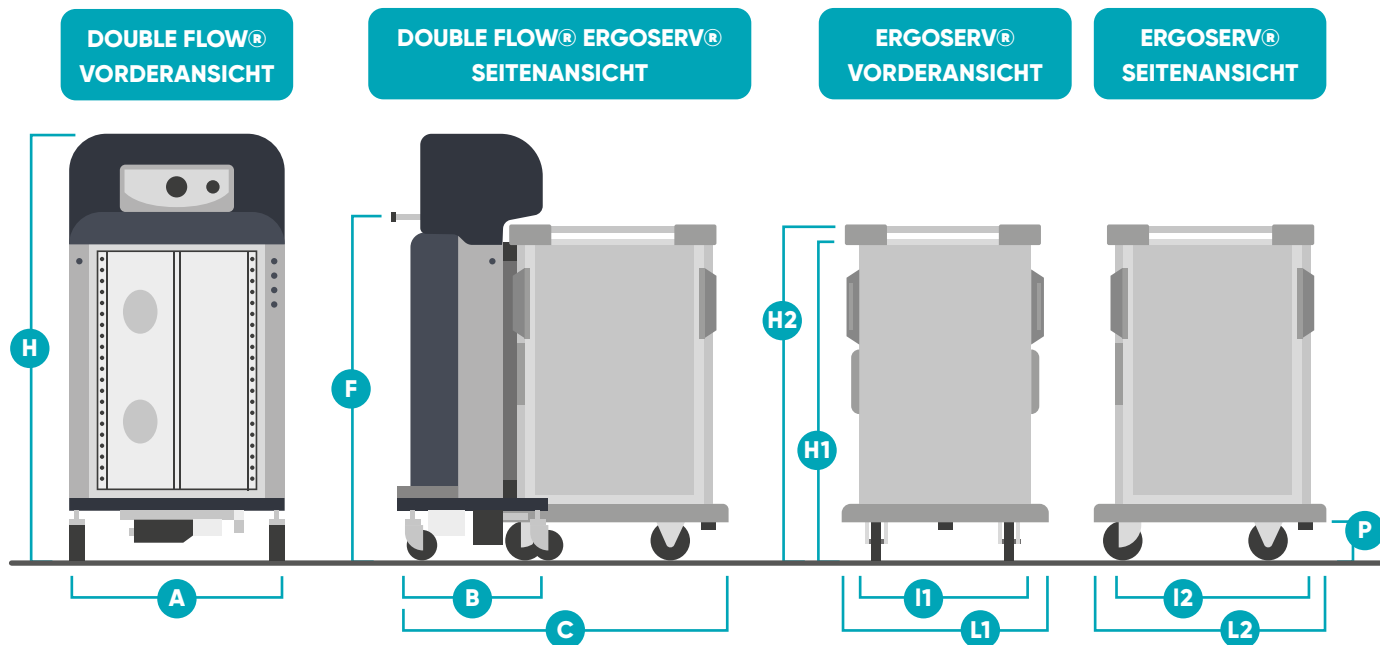 DOUBLE FLOW®
VORDERANSICHT
DOUBLE FLOW® ERGOSERV®
SEITENANSICHT
ERGOSERV®
VORDERANSICHT
ERGOSERV®
SEITENANSICHT
H
F
H2
H1
P
A
B
C
l1
L1
l2
L2